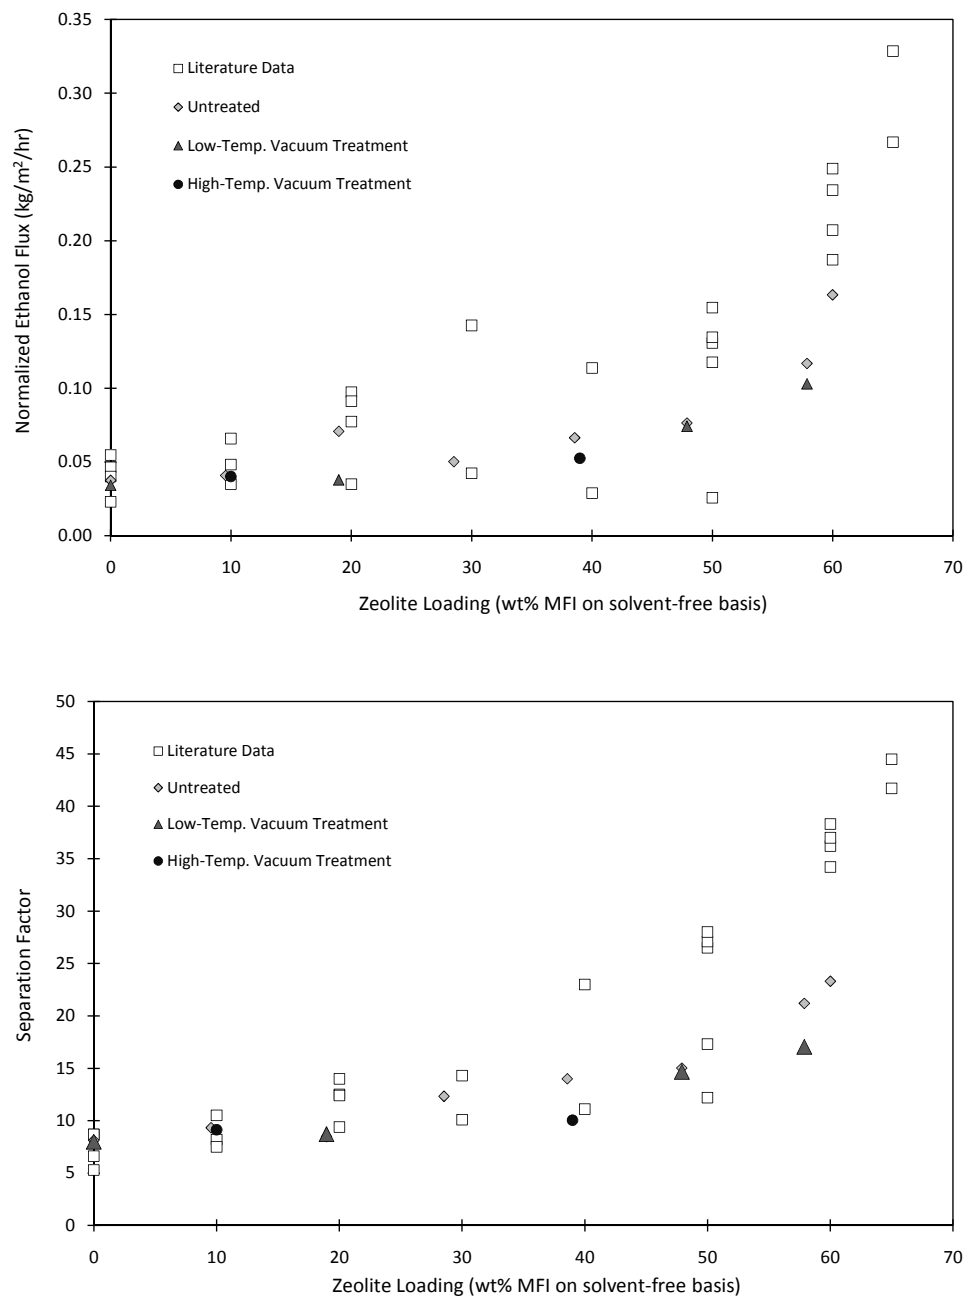 0.35
0.30
0.25
0.20
0.15
0.10
0.05
0.00
Normalized Ethanol Flux (kg/m²/hr)
Literature Data
Untreated
Low-Temp. Vacuum Treatment
High-Temp. Vacuum Treatment
0 10 20 30 40 50 60 70
Zeolite Loading (wt% MFI on solvent-free basis)
50
45
40
35
30
25
20
15
10
5
0
Separation Factor
Literature Data
Untreated
Low-Temp. Vacuum Treatment
High-Temp. Vacuum Treatment
0 10 20 30 40 50 60 70
Zeolite Loading (wt% MFI on solvent-free basis)